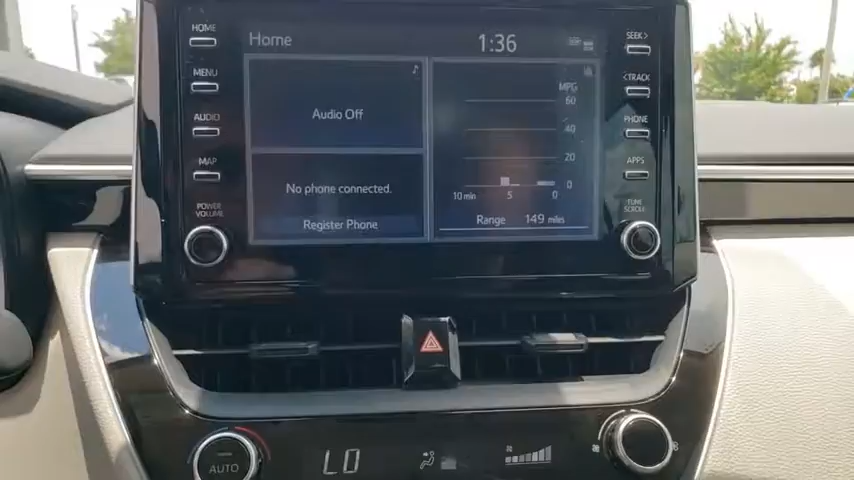 HOME
Home
1:36
SEEK>
MENU
<TRACK
MPG
60
AUDIO
Audio Off
40
PHONE
MAP
20
APPS
No phone connected.
0
10 min
5
0
POWER
VOLUME
Register Phone
Range
149 miles
TUNE
SCROLL
AUTO
LO